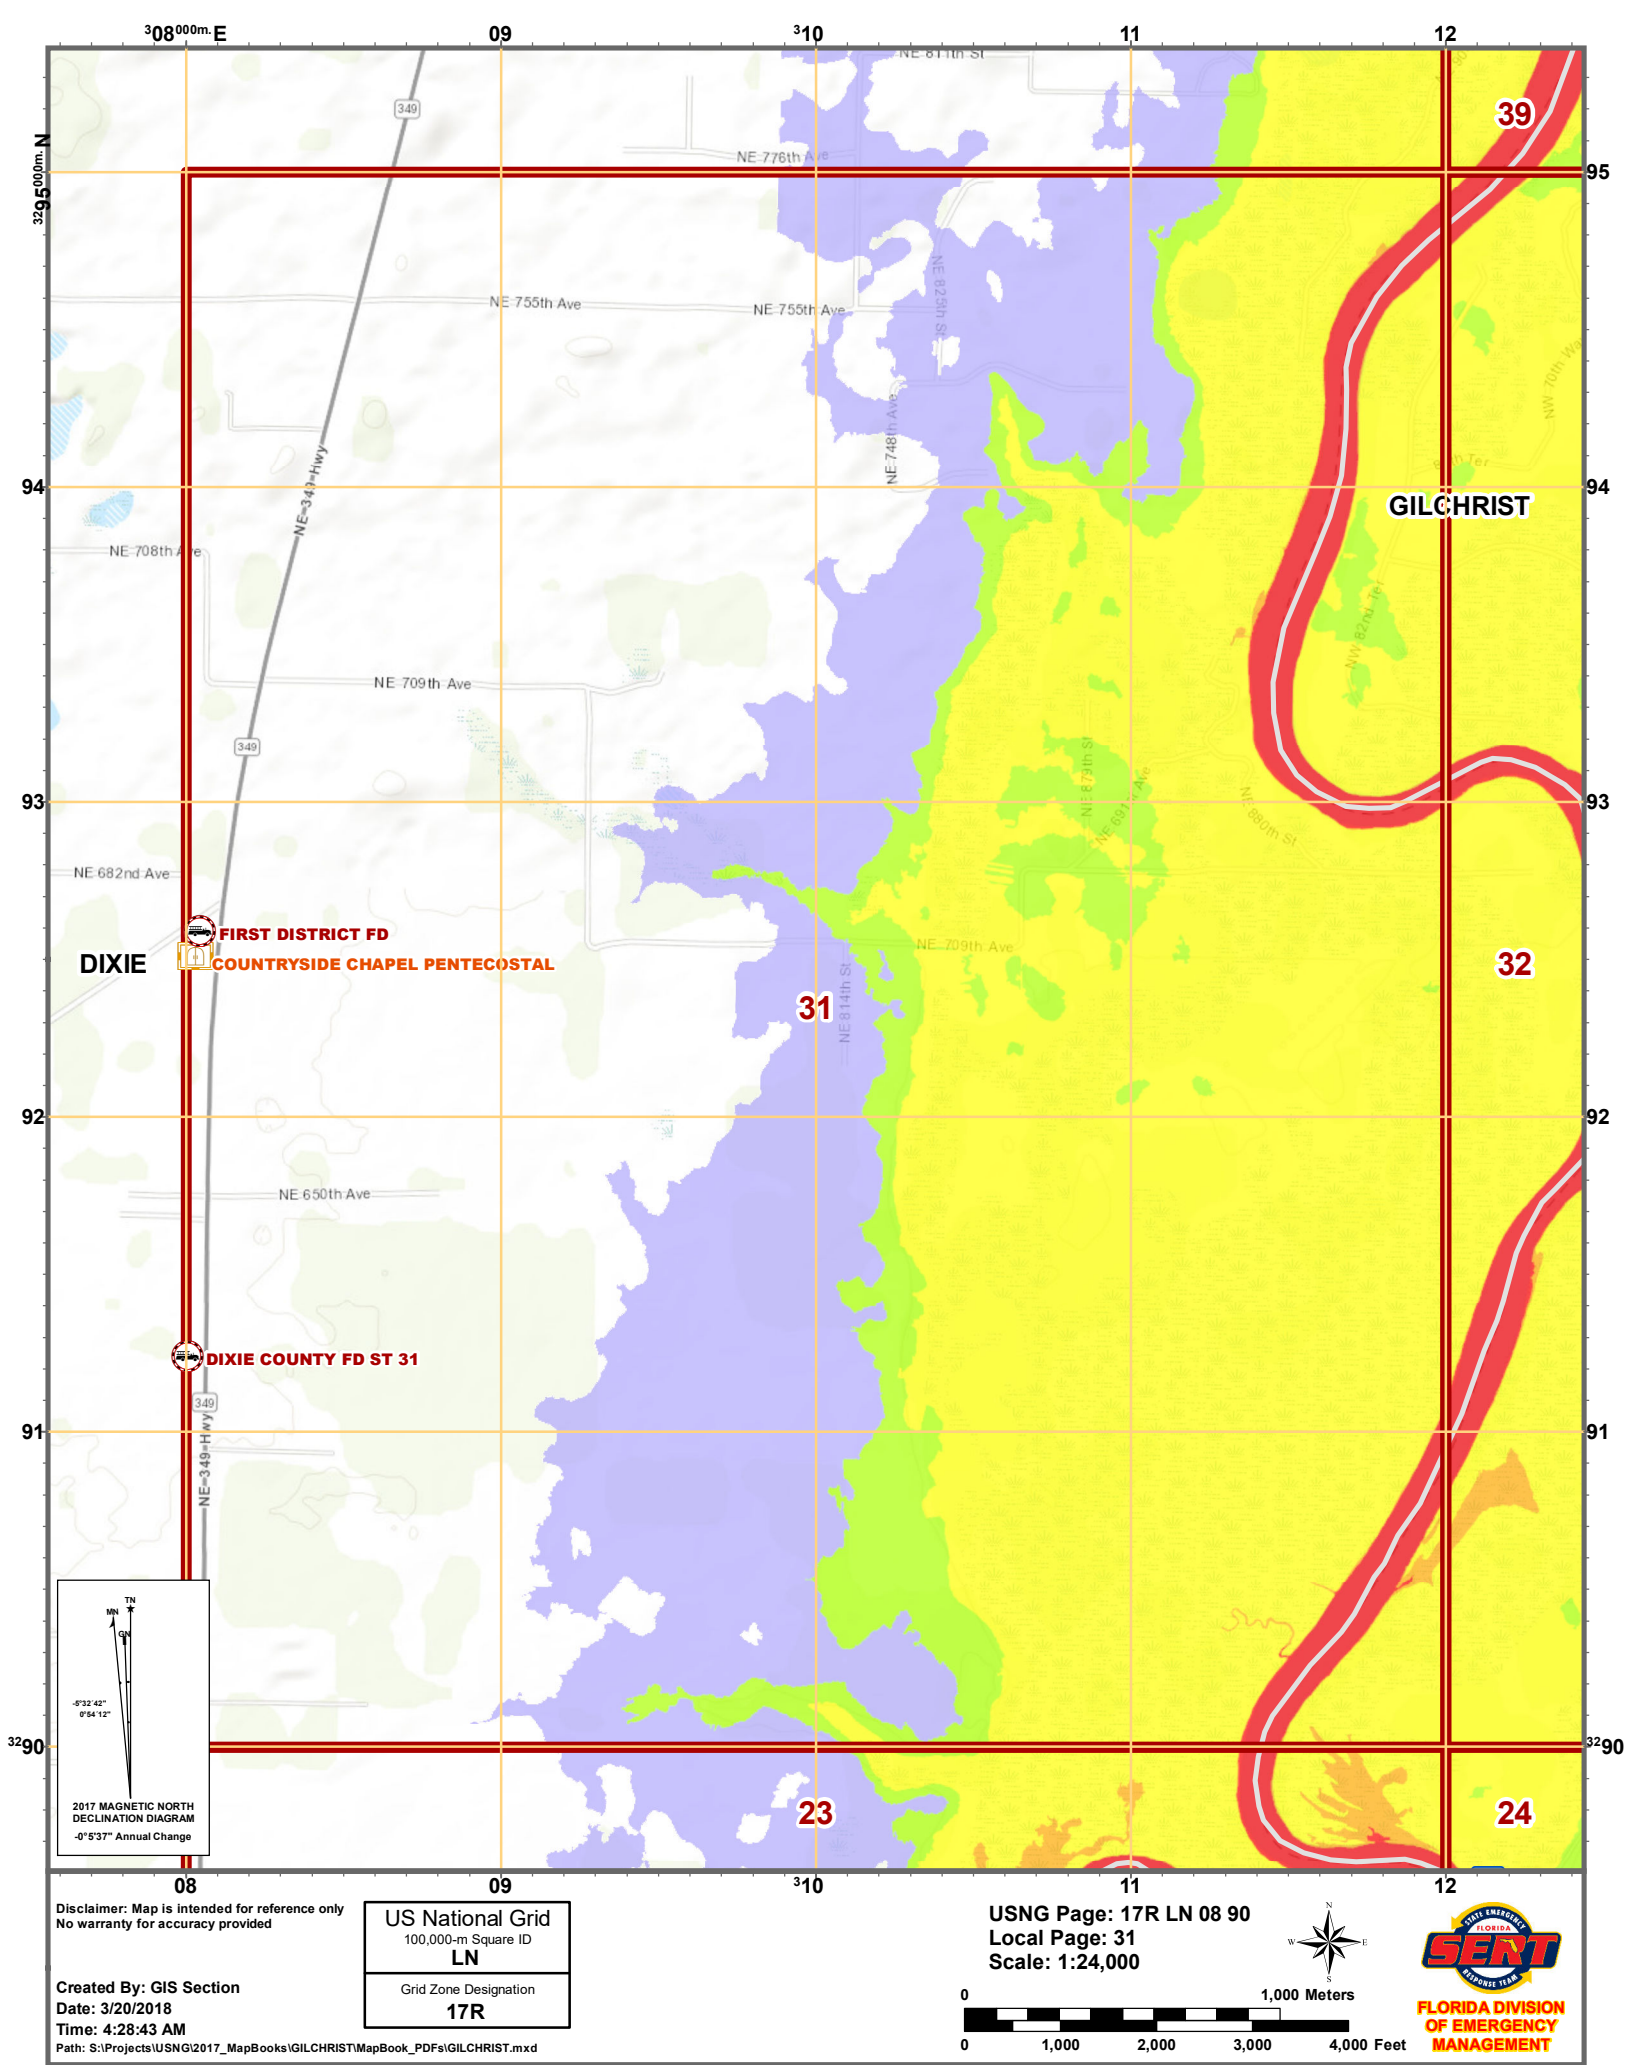 308000m.E 09 310 11 12
NE 811th St
349
39
3295000m.N
NE 776th Ave
95
NE 825th St
NE 755th Ave
NE 755th Ave
NW 70th Wa
NE 748th Ave
NE-349-Hwy
94
94
GILCHRIST
NE 708th Ave
NW 82nd Ter
NE 709th Ave
349
NE 879th St
NE 691st Ave
NE 680th St
93
93
NE 682nd Ave
FIRST DISTRICT FD
NE 709th Ave
DIXIE
COUNTRYSIDE CHAPEL PENTECOSTAL
32
31
NE 814th St
92
92
NE 650th Ave
DIXIE COUNTY FD ST 31
349
91
91
NE-349-Hwy
TN
MN
GN
-5°32'42"
0°54'12"
3290
3290
2017 MAGNETIC NORTH
DECLINATION DIAGRAM
-0°5'37" Annual Change
23
24
08 09 310 11 12
Disclaimer: Map is intended for reference only
No warranty for accuracy provided
Created By: GIS Section
Date: 3/20/2018
Time: 4:28:43 AM
Path: S:\Projects\USNG\2017_MapBooks\GILCHRIST\MapBook_PDFs\GILCHRIST.mxd
US National Grid
100,000-m Square ID
LN
Grid Zone Designation
17R
USNG Page: 17R LN 08 90
Local Page: 31
Scale: 1:24,000
N
W E
S
0 1,000 Meters
0 1,000 2,000 3,000 4,000 Feet
STATE EMERGENCY
FLORIDA
SERT
RESPONSE TEAM
FLORIDA DIVISION
OF EMERGENCY
MANAGEMENT